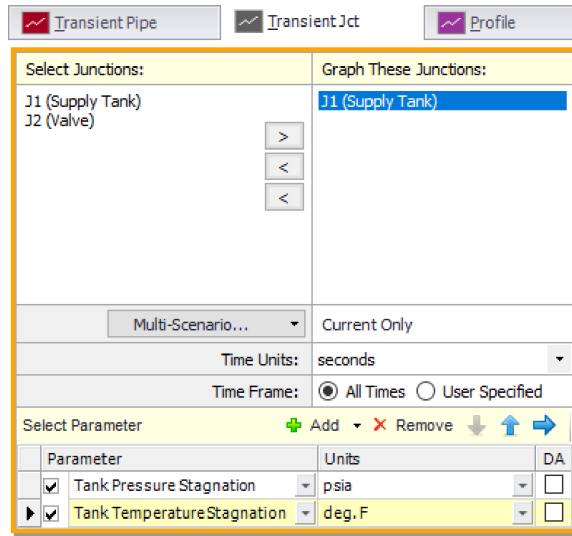 Transient Pipe
Transient Jct
Profile
Select Junctions:
Graph These Junctions:
J1 (Supply Tank)
J2 (Valve)
J1 (Supply Tank)
>
<
<
Multi-Scenario...
Current Only
Time Units:
seconds
Time Frame:
All Times
User Specified
Select Parameter
Add
Remove
Parameter
Units
DA
Tank Pressure Stagnation
psia
Tank Temperature Stagnation
deg. F